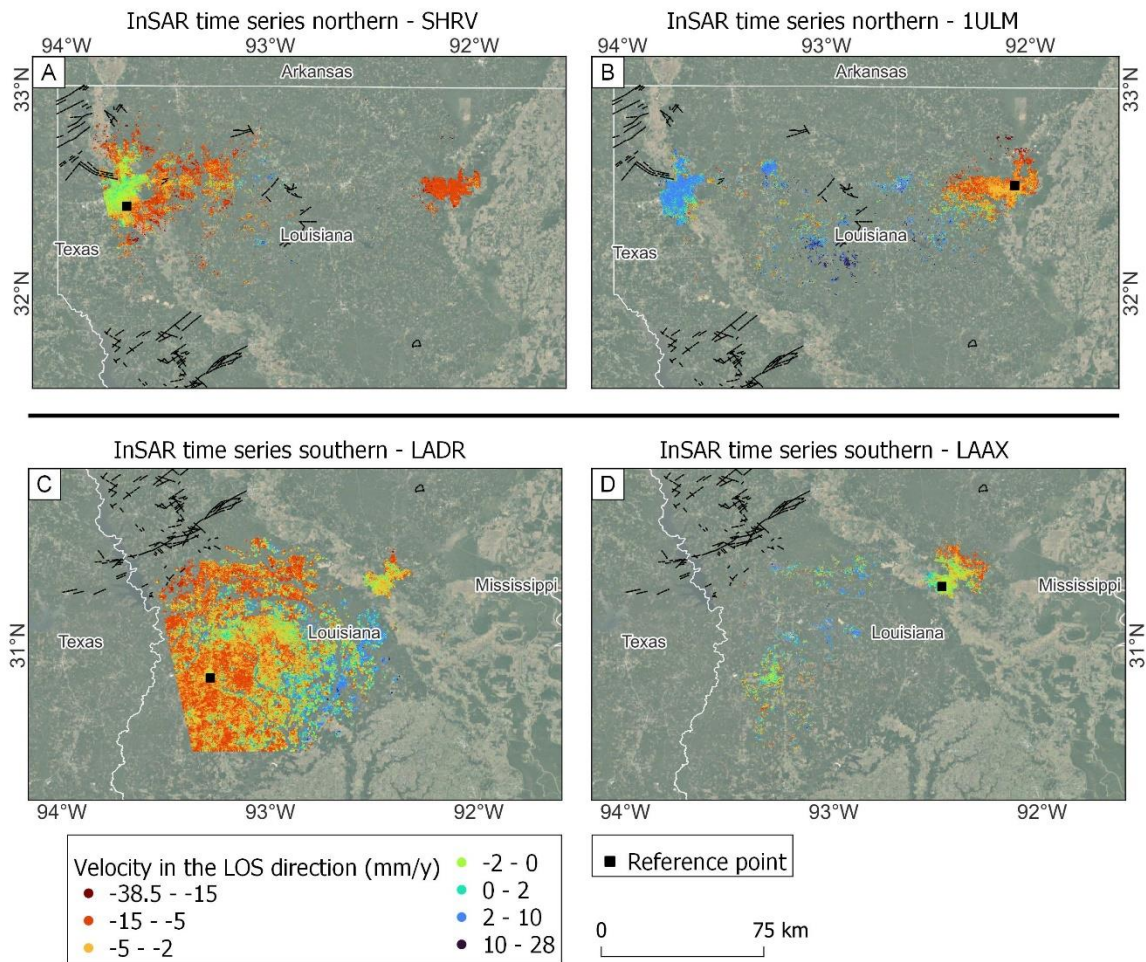 InSAR time series northern - SHRV
InSAR time series northern - 1ULM
94°W 93°W 92°W
94°W 93°W 92°W
A
Arkansas
33°N
Texas
Louisiana
32°N
B
Arkansas
33°N
Texas
Louisiana
32°N
InSAR time series southern - LADR
InSAR time series southern - LAAX
C
Mississippi
Louisiana
Texas
31°N
D
Mississippi
Louisiana
Texas
31°N
94°W 93°W 92°W
94°W 93°W 92°W
Velocity in the LOS direction (mm/y)
-38.5 - -15
-15 - -5
-5 - -2
-2 - 0
0 - 2
2 - 10
10 - 28
Reference point
0 75 km